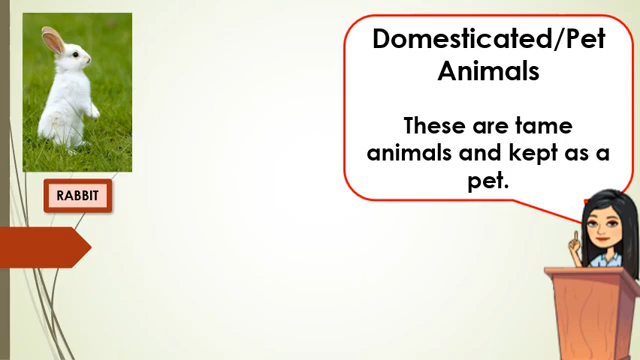 Domesticated/Pet
Animals
These are tame
animals and kept as a
pet.
RABBIT